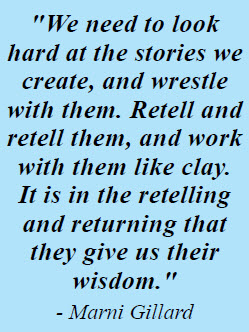 "We need to look
hard at the stories we
create, and wrestle
with them. Retell and
retell them, and work
with them like clay.
It is in the retelling
and returning that
they give us their
wisdom."
- Marni Gillard